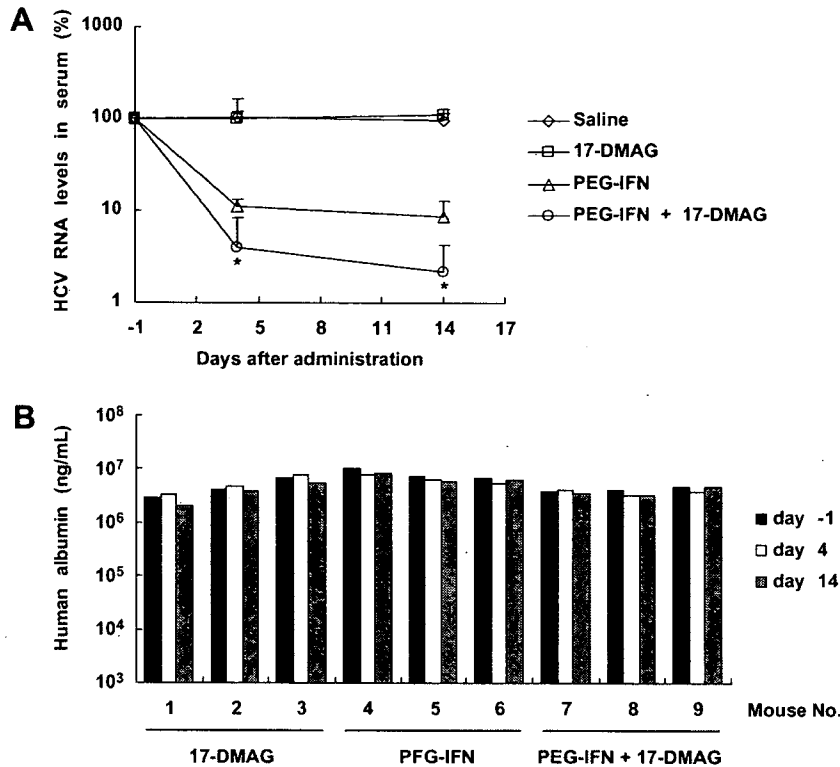 A
HCV RNA levels in serum (%)
1000
100
10
1
-1 2 5 8 11 14 17
Days after administration
*
*
Saline
17-DMAG
PEG-IFN
PEG-IFN + 17-DMAG
B
Human albumin (ng/mL)
10⁸
10⁷
10⁶
10⁵
10⁴
10³
day -1
day 4
day 14
1 2 3 4 5 6 7 8 9 Mouse No.
17-DMAG PFG-IFN PEG-IFN + 17-DMAG